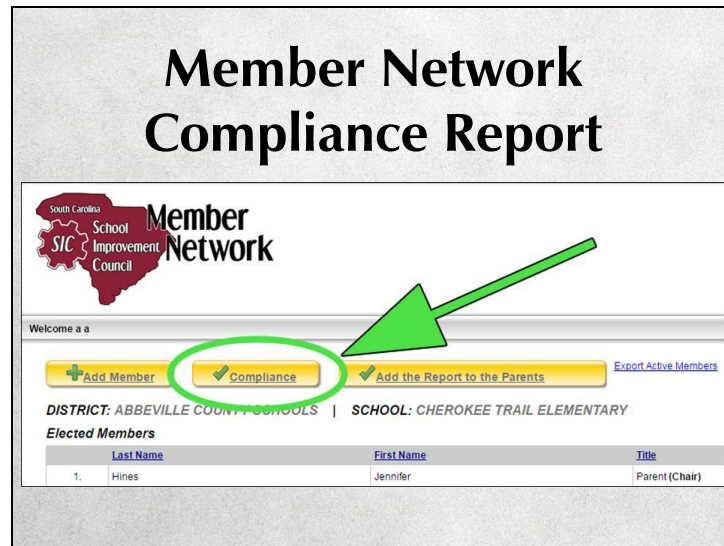 Member Network
Compliance Report
South Carolina
SIC School
Improvement
Council
Member
Network
Welcome a a
Add Member Compliance Add the Report to the Parents Export Active Members
DISTRICT: ABBEVILLE COUNTY SCHOOLS | SCHOOL: CHEROKEE TRAIL ELEMENTARY
Elected Members
Last Name First Name Title
1. Hines Jennifer Parent (Chair)